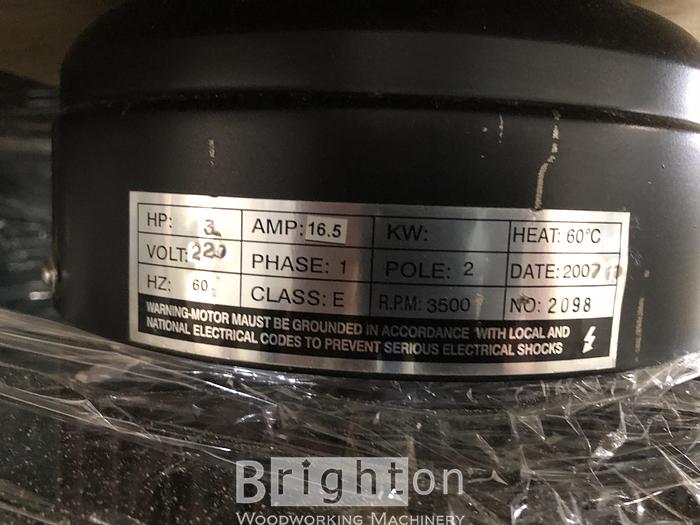 HP: 3 AMP: 16.5 KW: HEAT: 60°C
VOLT: 220 PHASE: 1 POLE: 2 DATE: 2007
HZ: 60 CLASS: E R.P.M: 3500 NO: 2098
WARNING-MOTOR MAUST BE GROUNDED IN ACCORDANCE WITH LOCAL AND
NATIONAL ELECTRICAL CODES TO PREVENT SERIOUS ELECTRICAL SHOCKS
Brighton
WOODWORKING MACHINERY